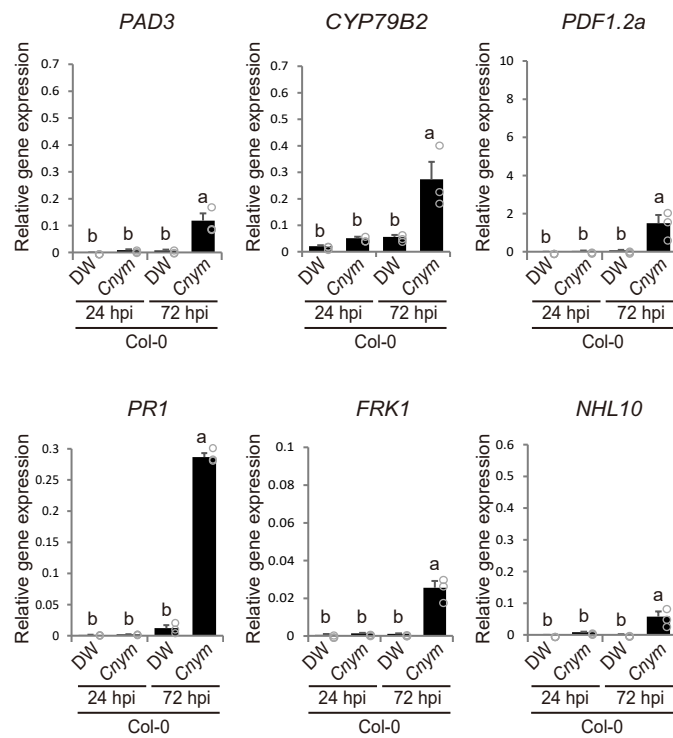 PAD3
Relative gene expression
0.7
0.6
0.5
0.4
0.3
0.2
0.1
0
b b b a
DW Cnym DW Cnym
24 hpi 72 hpi
Col-0
CYP79B2
Relative gene expression
0.7
0.6
0.5
0.4
0.3
0.2
0.1
0
b b b a
DW Cnym DW Cnym
24 hpi 72 hpi
Col-0
PDF1.2a
Relative gene expression
10
8
6
4
2
0
b b b a
DW Cnym DW Cnym
24 hpi 72 hpi
Col-0
PR1
Relative gene expression
0.3
0.25
0.2
0.15
0.1
0.05
0
b b b a
DW Cnym DW Cnym
24 hpi 72 hpi
Col-0
FRK1
Relative gene expression
0.1
0.08
0.06
0.04
0.02
0
b b b a
DW Cnym DW Cnym
24 hpi 72 hpi
Col-0
NHL10
Relative gene expression
0.6
0.5
0.4
0.3
0.2
0.1
0
b b b a
DW Cnym DW Cnym
24 hpi 72 hpi
Col-0